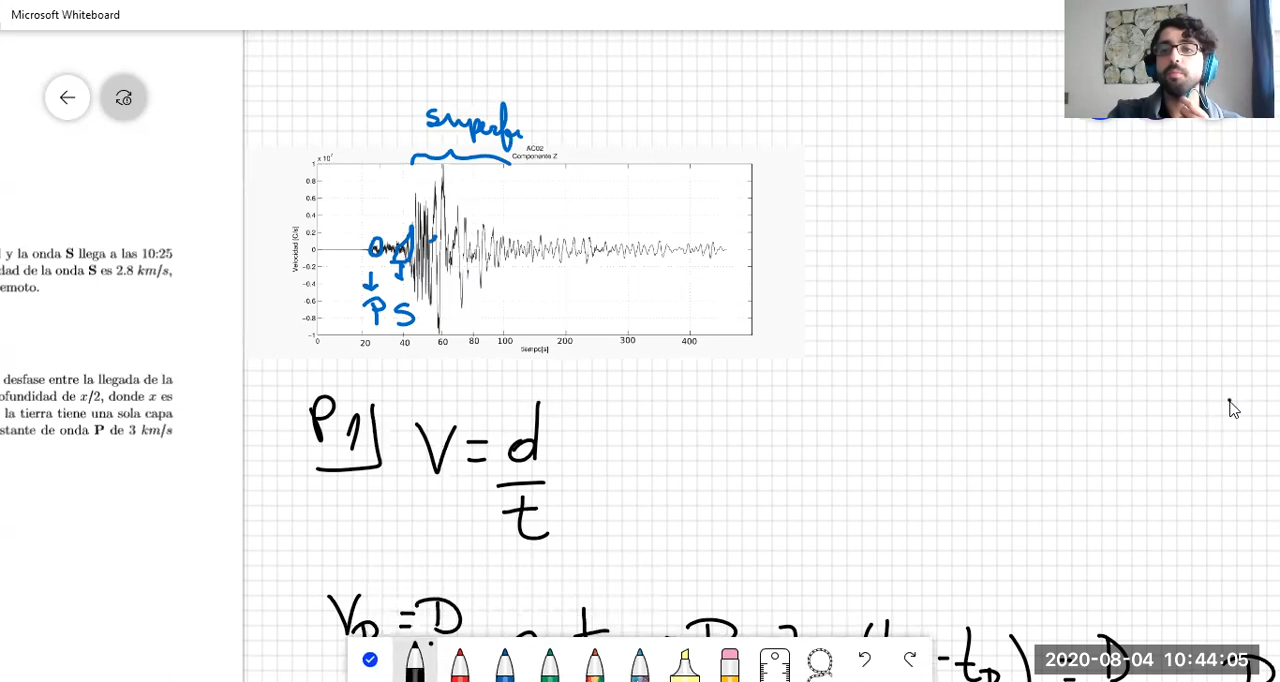 Microsoft Whiteboard
y la onda S llega a las 10:25
dad de la onda S es 2.8 km/s,
emoto.
desfase entre la llegada de la
ofundidad de x/2, donde x es
la tierra tiene una sola capa
stante de onda P de 3 km/s
superfi
AC02
Componente Z
x 10⁷
1
0.8
0.6
0.4
0.2
0
-0.2
-0.4
-0.6
-0.8
-1
Velocidad [C/s]
P S
0 20 40 60 80 100 200 300 400
Tiempo[s]
P1 V = d
t
Vp = D
- tp) = D
2020-08-04 10:44:05